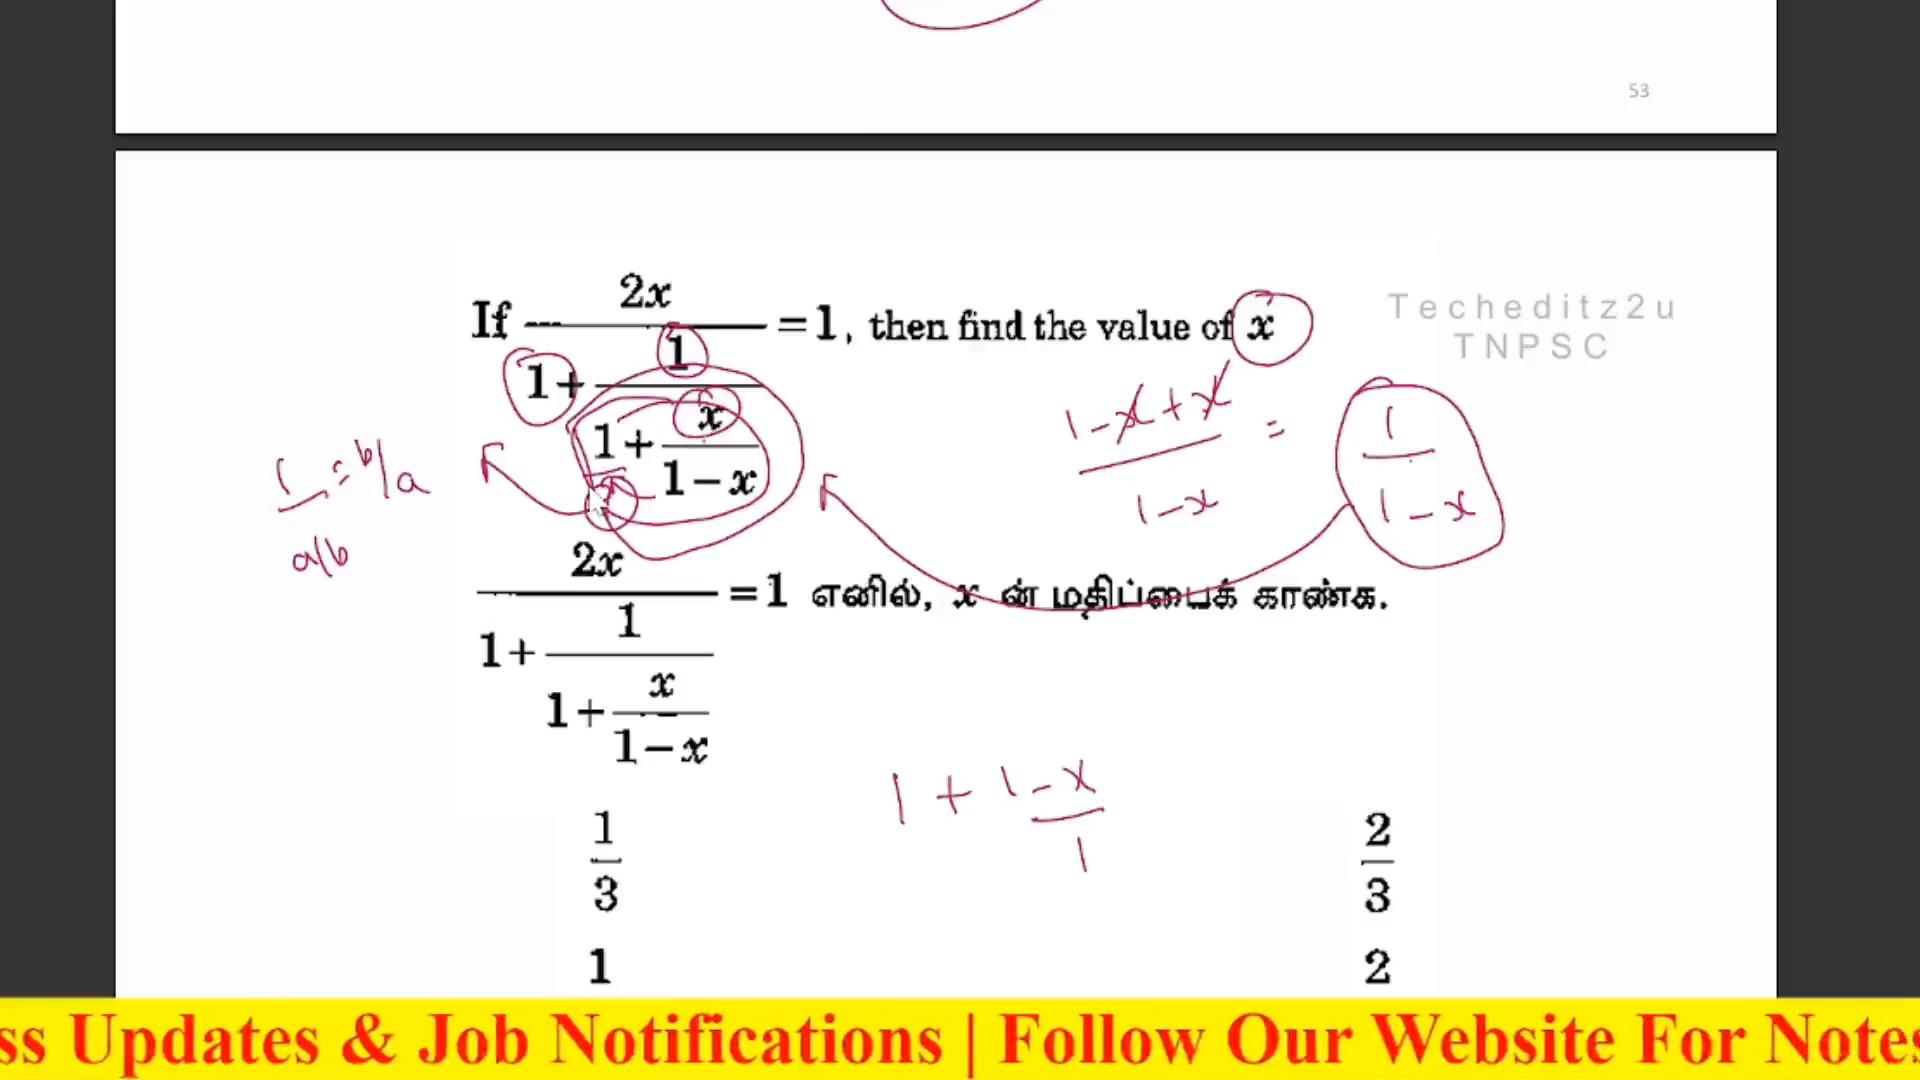 53
Techeditz2u
TNPSC
If 2x / (1 + 1 / (1 + x / (1 − x))) = 1, then find the value of x
(1 − x + x) / (1 − x) = 1 / (1 − x)
1 / (a/b) = b/a
2x / (1 + 1 / (1 + x / (1 − x))) = 1 எனில், x ன் மதிப்பைக் காண்க.
1 + (1 − x) / 1
1/3 2/3
1 2
ss Updates & Job Notifications | Follow Our Website For Notes